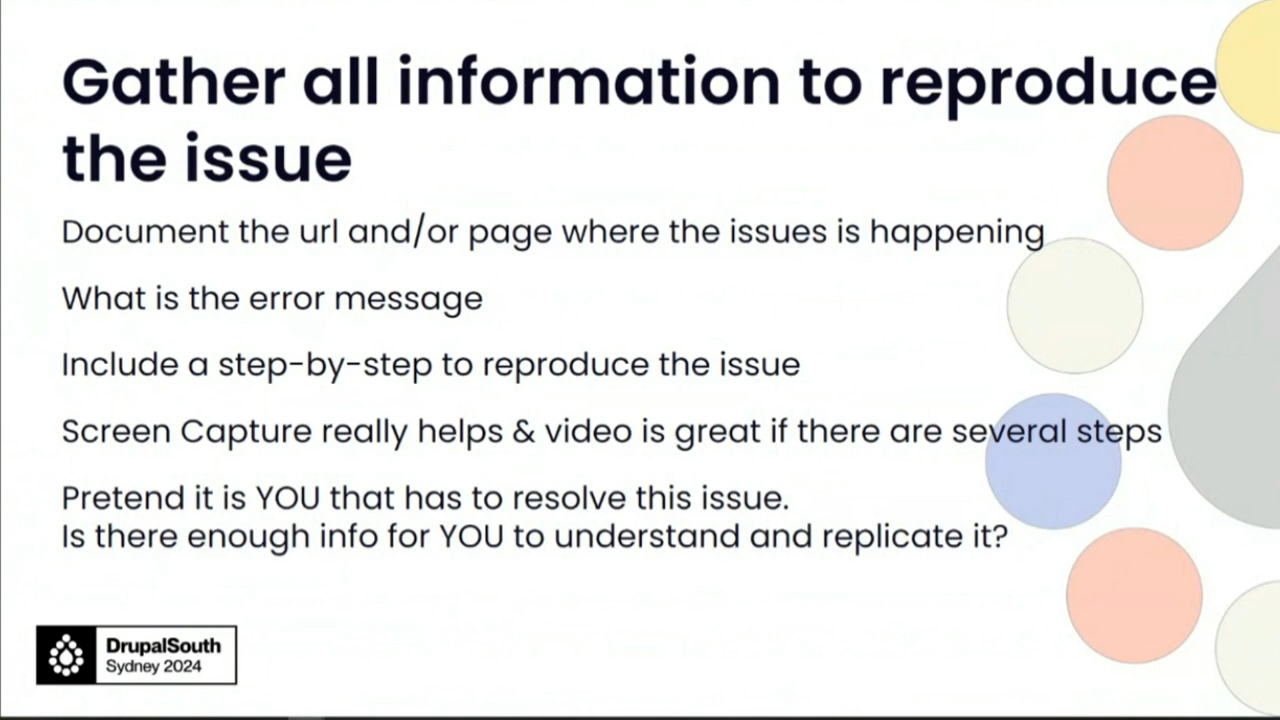 Gather all information to reproduce
the issue
Document the url and/or page where the issues is happening
What is the error message
Include a step-by-step to reproduce the issue
Screen Capture really helps & video is great if there are several steps
Pretend it is YOU that has to resolve this issue.
Is there enough info for YOU to understand and replicate it?
DrupalSouth
Sydney 2024